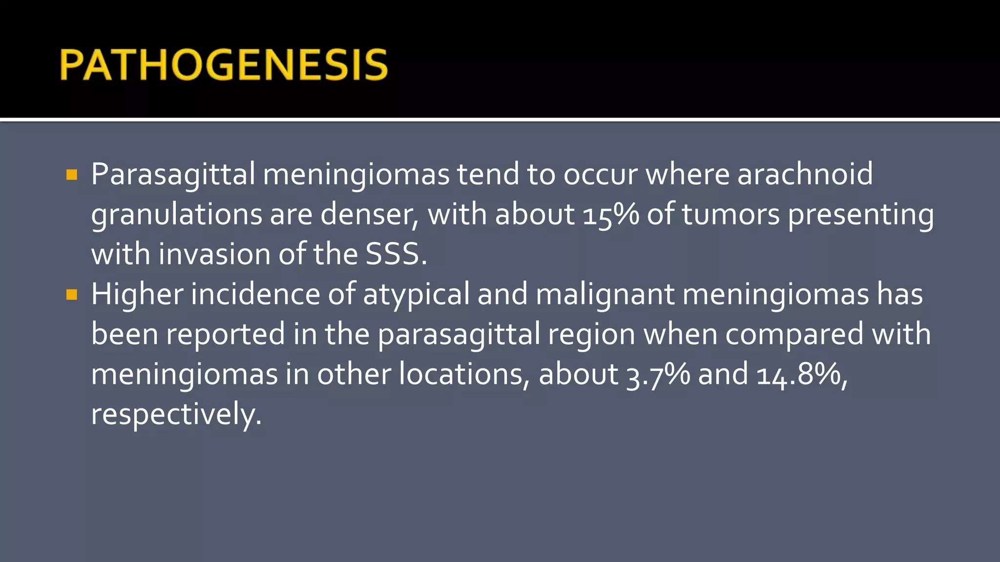 PATHOGENESIS
▪ Parasagittal meningiomas tend to occur where arachnoid
granulations are denser, with about 15% of tumors presenting
with invasion of the SSS.
▪ Higher incidence of atypical and malignant meningiomas has
been reported in the parasagittal region when compared with
meningiomas in other locations, about 3.7% and 14.8%,
respectively.